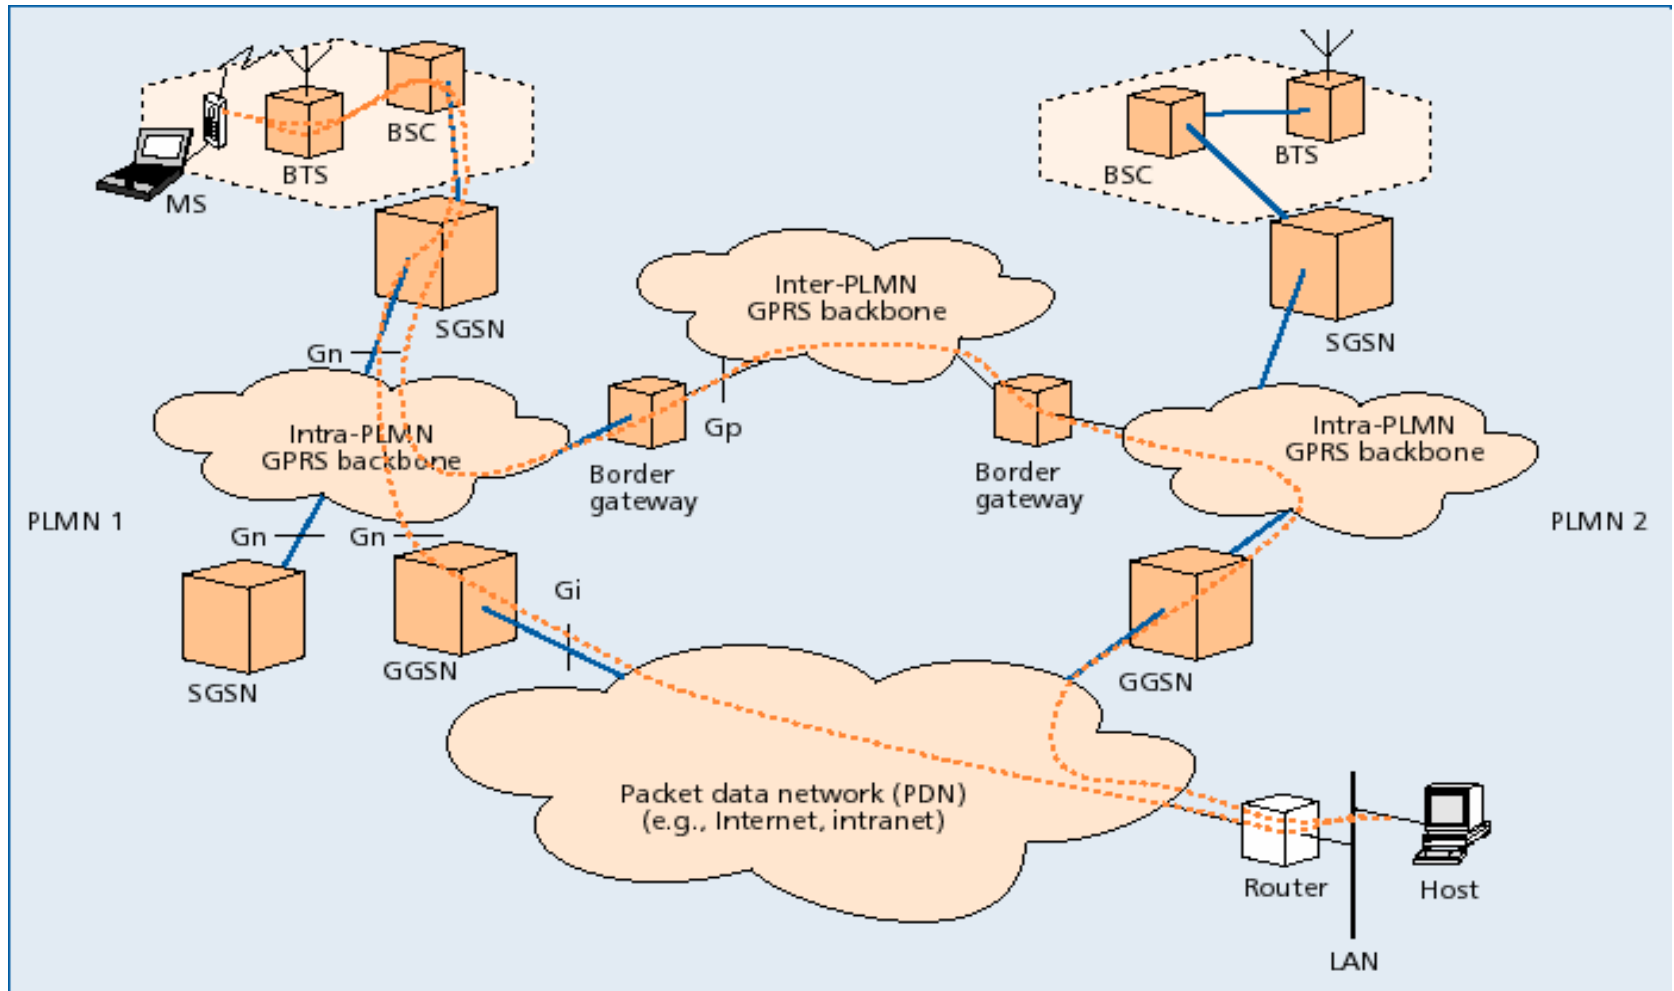 BSC
BTS
MS
BSC
BTS
SGSN
Inter-PLMN
GPRS backbone
SGSN
Gn
Gp
Intra-PLMN
GPRS backbone
Intra-PLMN
GPRS backbone
Border
gateway
Border
gateway
PLMN 1
PLMN 2
Gn
Gn
Gi
SGSN
GGSN
GGSN
Packet data network (PDN)
(e.g., Internet, intranet)
Router
Host
LAN